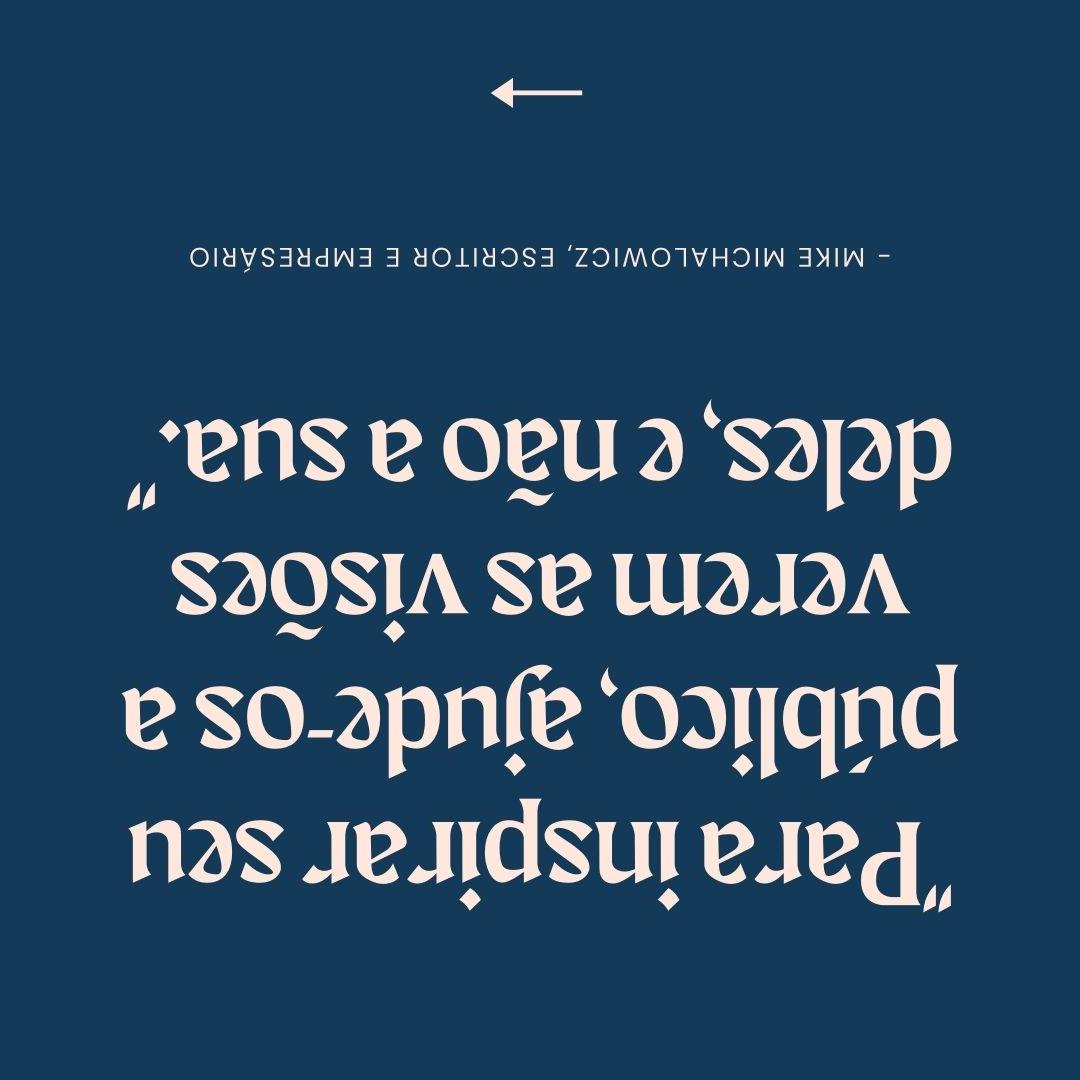 “Para inspirar seu
público, ajude-os a
verem as visões
deles, e não a sua.”
- MIKE MICHALOWICZ, ESCRITOR E EMPRESÁRIO